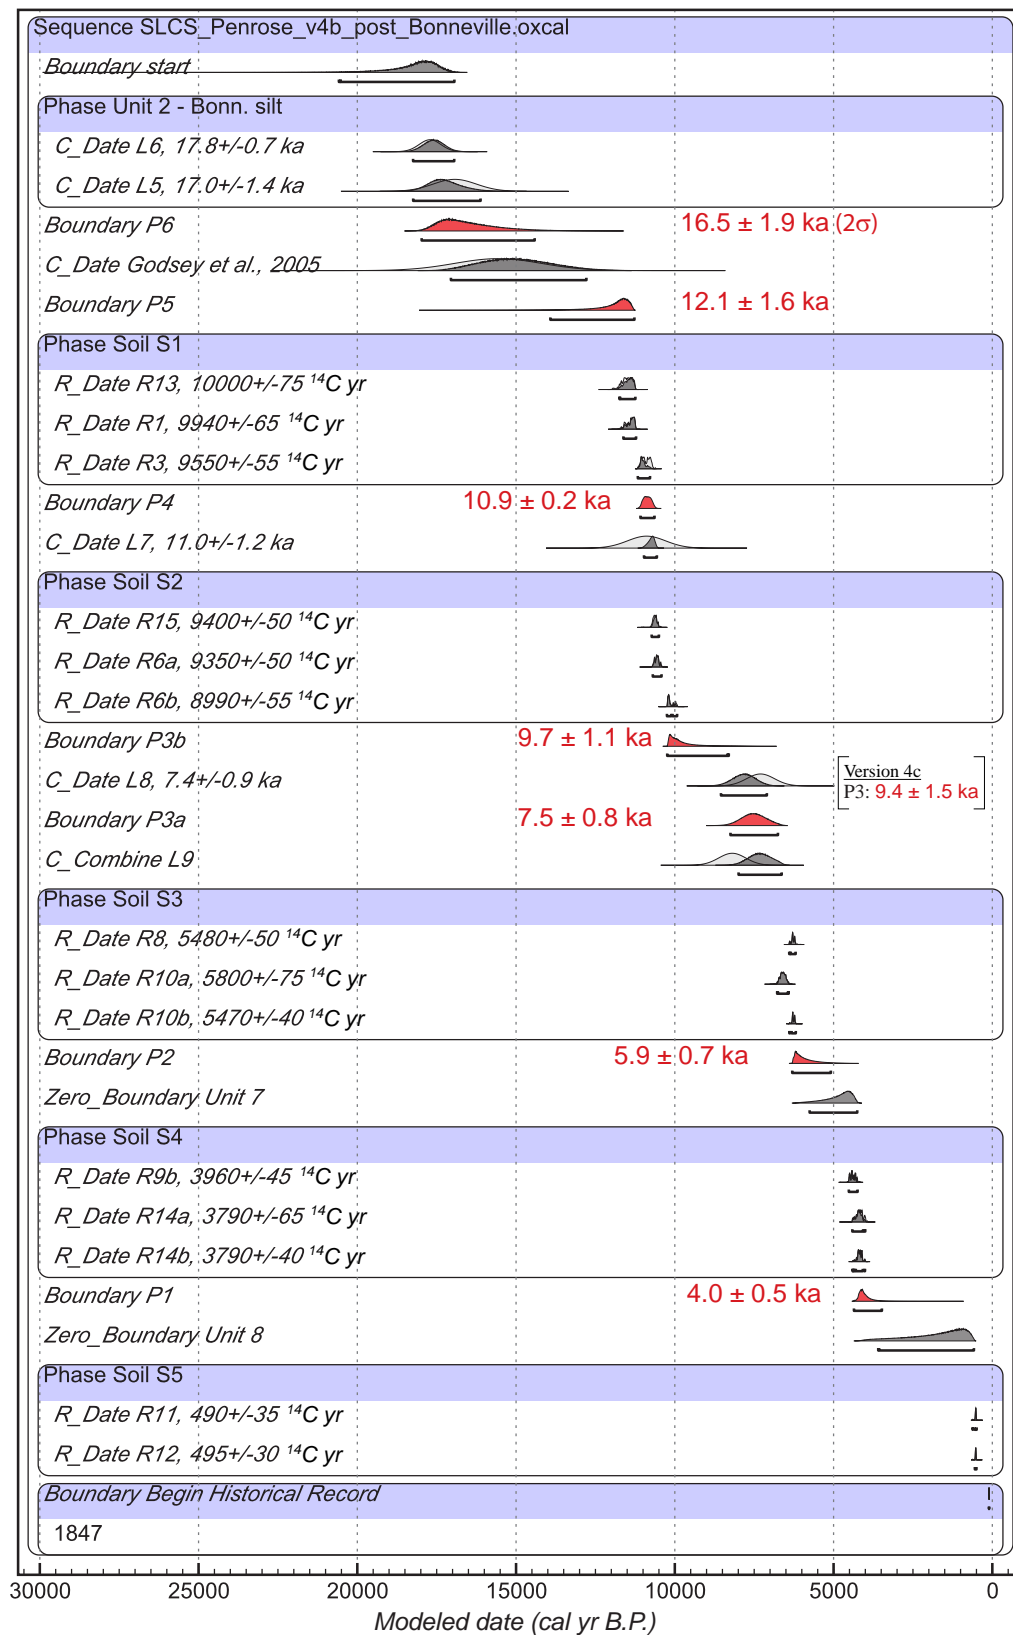 Sequence SLCS_Penrose_v4b_post_Bonneville.oxcal
Boundary start
Phase Unit 2 - Bonn. silt
C_Date L6, 17.8+/-0.7 ka
C_Date L5, 17.0+/-1.4 ka
Boundary P6 16.5 ± 1.9 ka (2σ)
C_Date Godsey et al., 2005
Boundary P5 12.1 ± 1.6 ka
Phase Soil S1
R_Date R13, 10000+/-75 ¹⁴C yr
R_Date R1, 9940+/-65 ¹⁴C yr
R_Date R3, 9550+/-55 ¹⁴C yr
Boundary P4 10.9 ± 0.2 ka
C_Date L7, 11.0+/-1.2 ka
Phase Soil S2
R_Date R15, 9400+/-50 ¹⁴C yr
R_Date R6a, 9350+/-50 ¹⁴C yr
R_Date R6b, 8990+/-55 ¹⁴C yr
Boundary P3b 9.7 ± 1.1 ka
C_Date L8, 7.4+/-0.9 ka
Version 4c
P3: 9.4 ± 1.5 ka
Boundary P3a 7.5 ± 0.8 ka
C_Combine L9
Phase Soil S3
R_Date R8, 5480+/-50 ¹⁴C yr
R_Date R10a, 5800+/-75 ¹⁴C yr
R_Date R10b, 5470+/-40 ¹⁴C yr
Boundary P2 5.9 ± 0.7 ka
Zero_Boundary Unit 7
Phase Soil S4
R_Date R9b, 3960+/-45 ¹⁴C yr
R_Date R14a, 3790+/-65 ¹⁴C yr
R_Date R14b, 3790+/-40 ¹⁴C yr
Boundary P1 4.0 ± 0.5 ka
Zero_Boundary Unit 8
Phase Soil S5
R_Date R11, 490+/-35 ¹⁴C yr
R_Date R12, 495+/-30 ¹⁴C yr
Boundary Begin Historical Record
1847
30000 25000 20000 15000 10000 5000 0
Modeled date (cal yr B.P.)